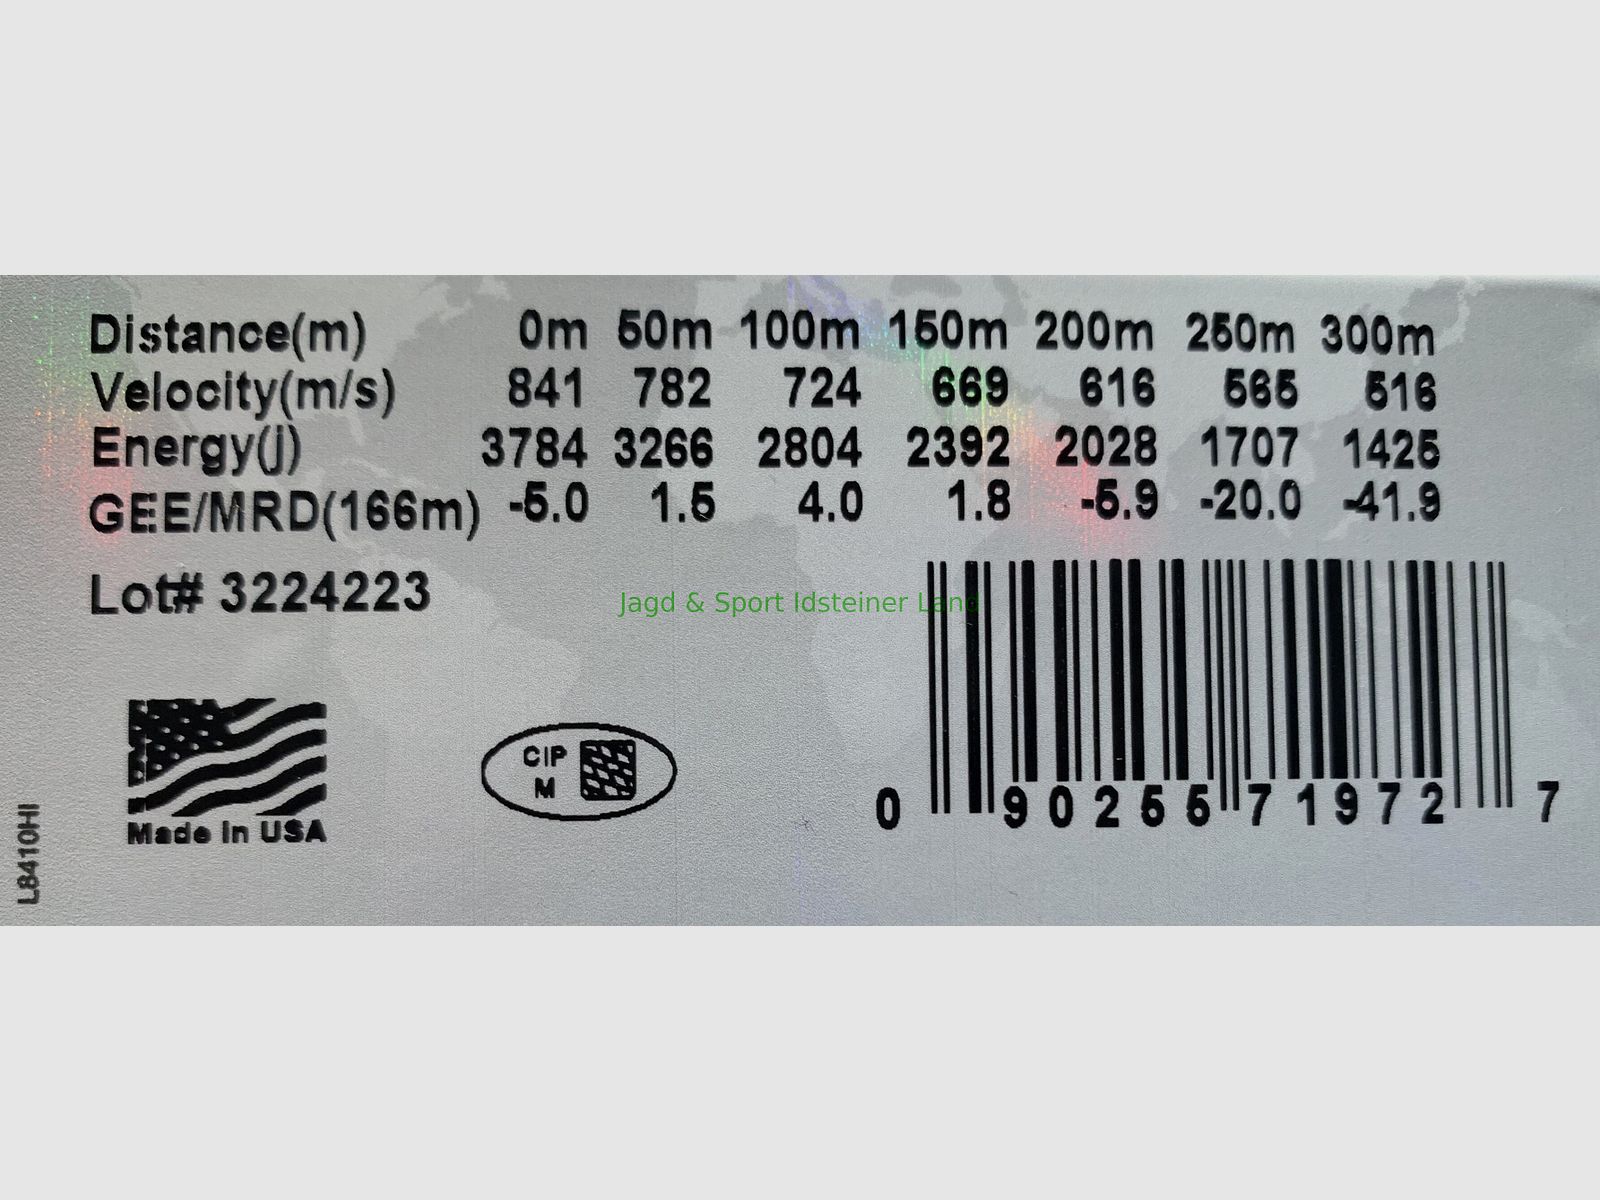 Distance(m) 0m 50m 100m 150m 200m 250m 300m
Velocity(m/s) 841 782 724 669 616 565 516
Energy(j) 3784 3266 2804 2392 2028 1707 1425
GEE/MRD(166m) -5.0 1.5 4.0 1.8 -5.9 -20.0 -41.9
Lot# 3224223
Jagd & Sport Idsteiner Land
CIP
M
Made in USA
0 90255 71972 7
L8410HI